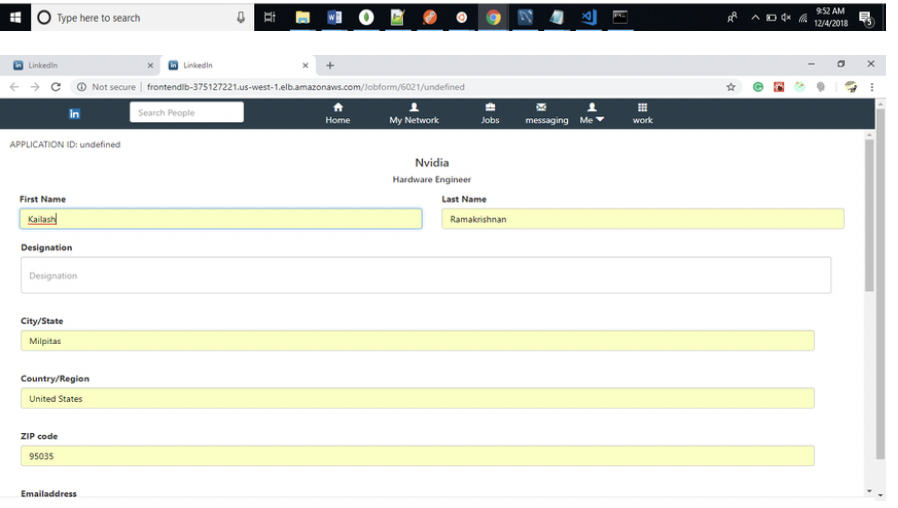 Type here to search
9:52 AM
12/4/2018
5
LinkedIn LinkedIn
Not secure | frontendlb-375127221.us-west-1.elb.amazonaws.com/Jobform/6021/undefined
in Search People Home My Network Jobs messaging Me work
APPLICATION ID: undefined
Nvidia
Hardware Engineer
First Name Last Name
Kailash Ramakrishnan
Designation
Designation
City/State
Milpitas
Country/Region
United States
ZIP code
95035
Emailaddress